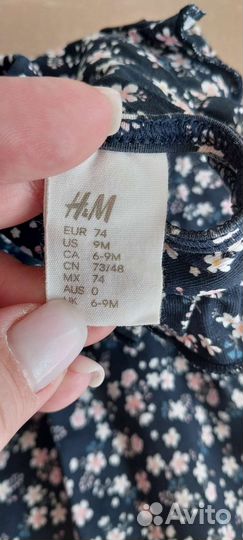 H&M
EUR 74
US 9M
CA 6-9M
CN 73/48
MX 74
AUS 0
UK 6-9M
Avito